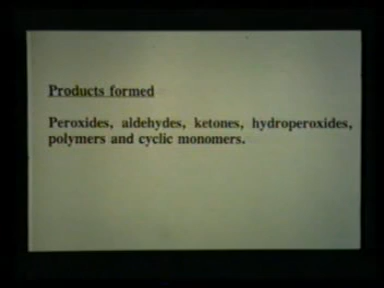 Products formed
Peroxides, aldehydes, ketones, hydroperoxides,
polymers and cyclic monomers.